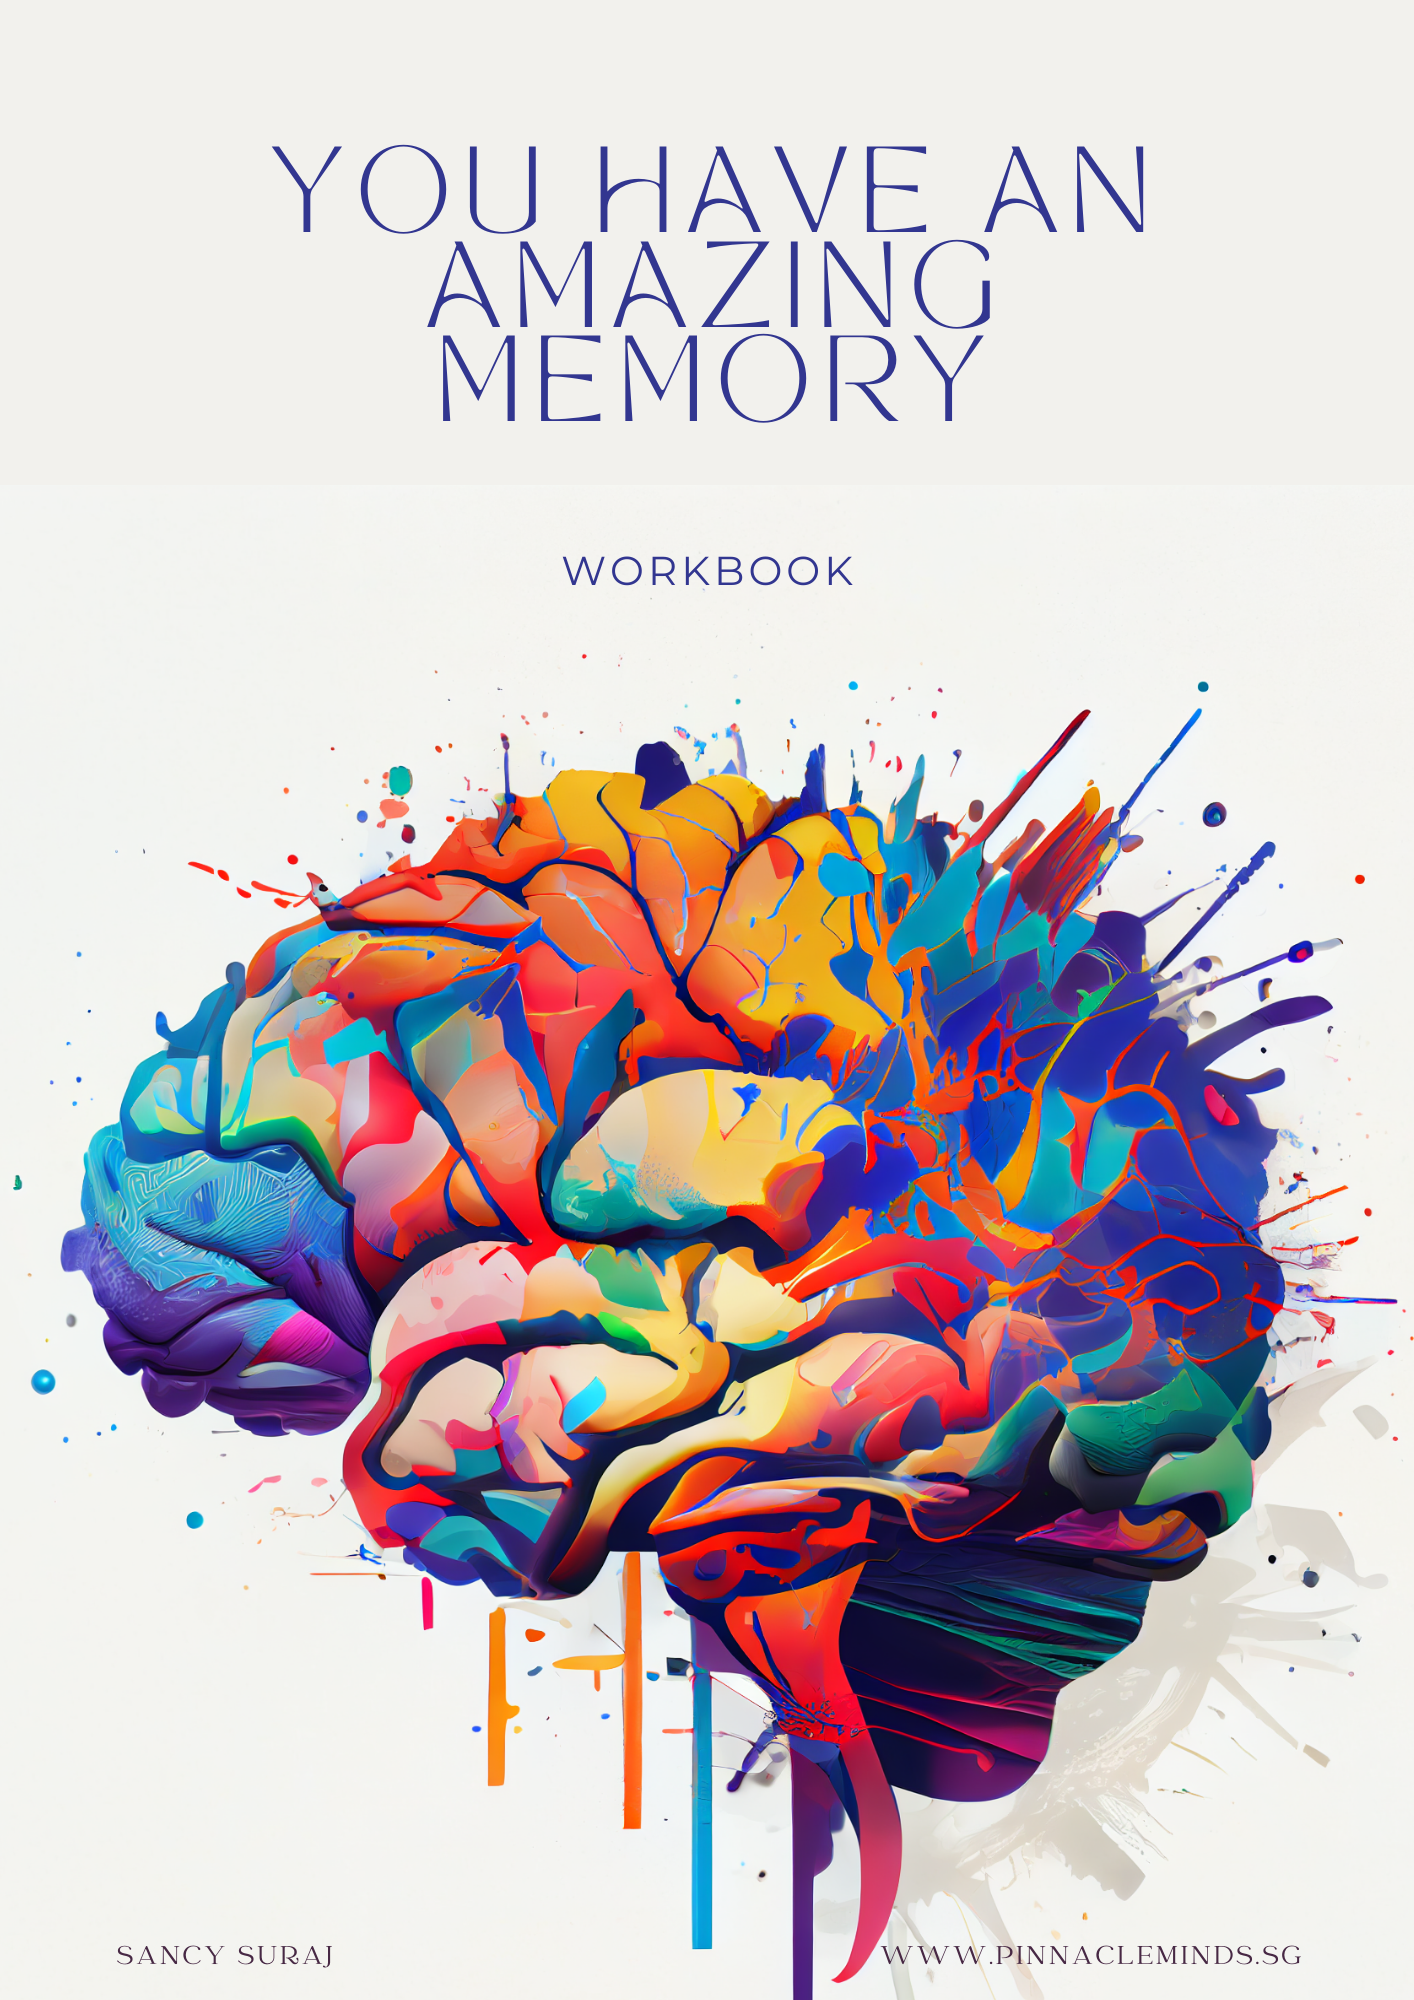 YOU HAVE AN
AMAZING
MEMORY
WORKBOOK
SANCY SURAJ
WWW.PINNACLEMINDS.SG